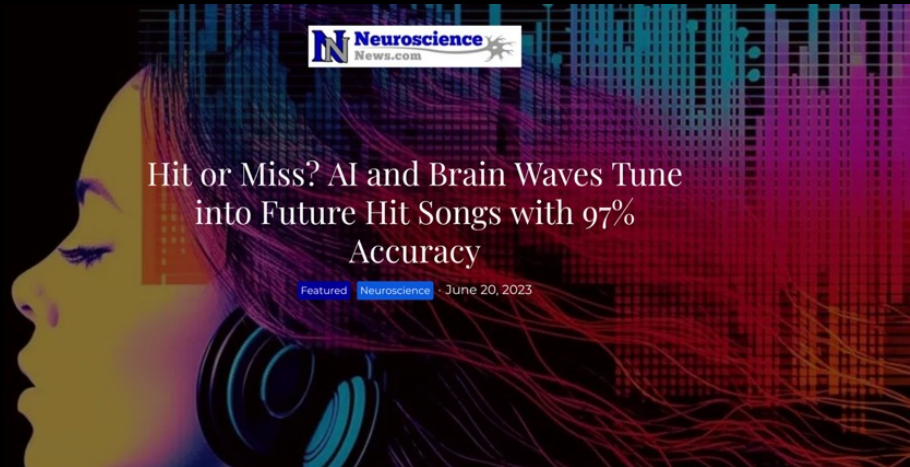 Neuroscience
News.com
Hit or Miss? AI and Brain Waves Tune
into Future Hit Songs with 97%
Accuracy
Featured Neuroscience - June 20, 2023